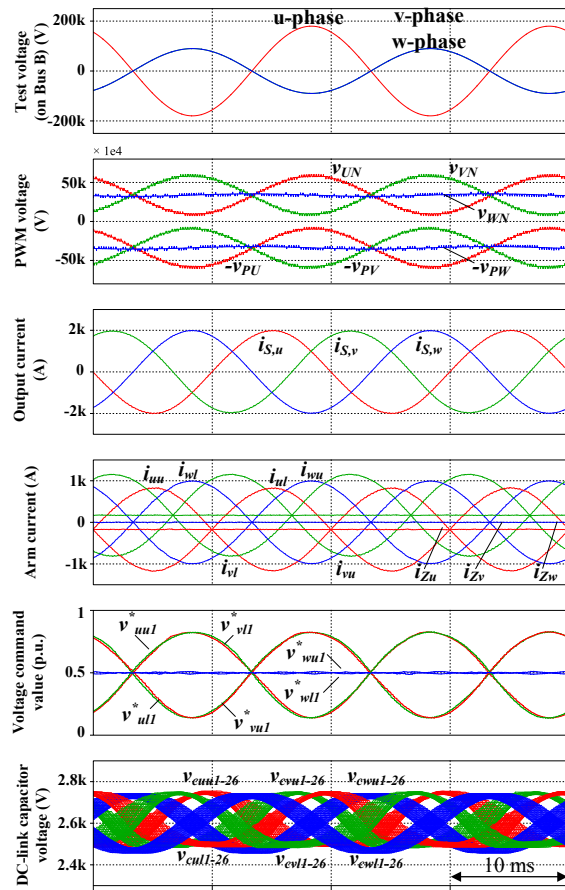 Test voltage
(on Bus B) (V)
200k
0
-200k
u-phase
v-phase
w-phase
× 1e4
PWM voltage
(V)
50k
0
-50k
vUN
vVN
vWN
-vPU
-vPV
-vPW
Output current
(A)
2k
0
-2k
iS,u
iS,v
iS,w
Arm current (A)
1k
0
-1k
iuu
iwl
iul
iwu
ivl
ivu
iZu
iZv
iZw
Voltage command
value (p.u.)
1
0.5
0
v*uu1
v*vl1
v*wu1
v*wl1
v*ul1
v*vu1
DC-link capacitor
voltage (V)
2.8k
2.6k
2.4k
vcuu1-26
vcvu1-26
vcwu1-26
vcul1-26
vcvl1-26
vcwl1-26
10 ms